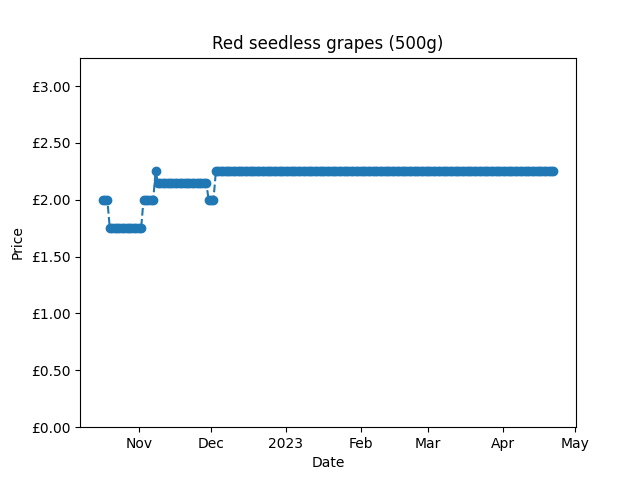 Red seedless grapes (500g)
£3.00
£2.50
£2.00
£1.50
£1.00
£0.50
£0.00
Price
Nov Dec 2023 Feb Mar Apr May
Date